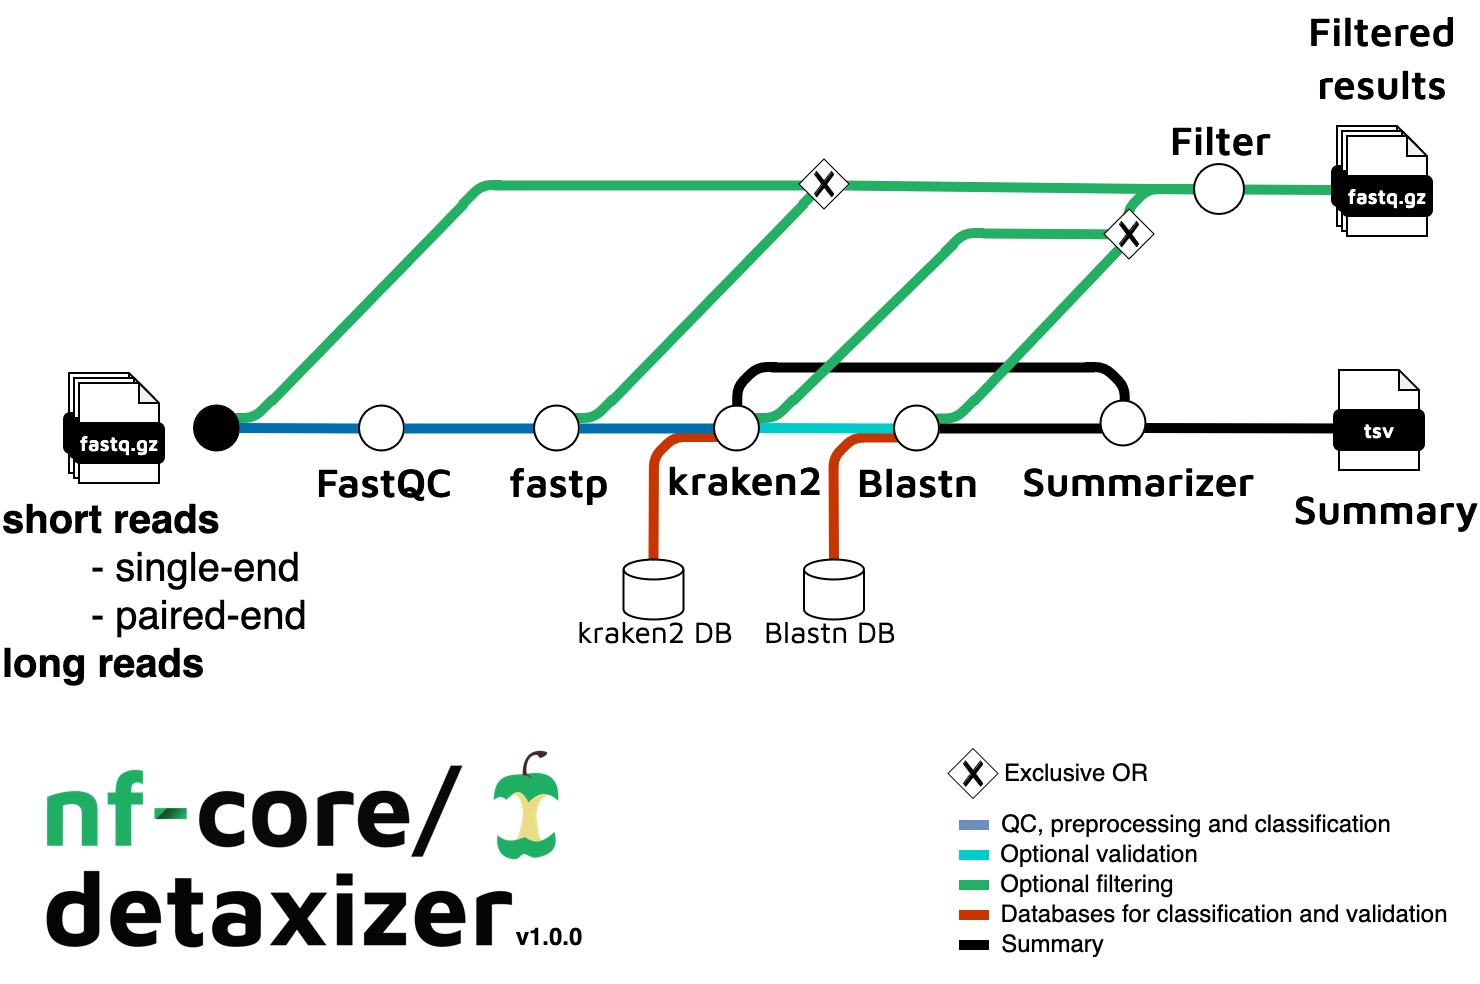 Filtered
results
Filter
fastq.gz
X
X
fastq.gz
tsv
FastQC
fastp
kraken2
Blastn
Summarizer
Summary
short reads
- single-end
- paired-end
long reads
kraken2 DB
Blastn DB
nf-core/
detaxizer v1.0.0
X Exclusive OR
QC, preprocessing and classification
Optional validation
Optional filtering
Databases for classification and validation
Summary